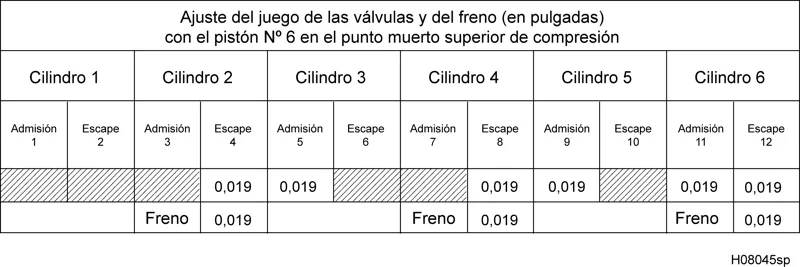 Ajuste del juego de las válvulas y del freno (en pulgadas)
con el pistón Nº 6 en el punto muerto superior de compresión
Cilindro 1 Cilindro 2 Cilindro 3 Cilindro 4 Cilindro 5 Cilindro 6
Admisión Escape Admisión Escape Admisión Escape Admisión Escape Admisión Escape Admisión Escape
1 2 3 4 5 6 7 8 9 10 11 12
0,019 0,019 0,019 0,019 0,019 0,019
Freno 0,019 Freno 0,019 Freno 0,019
H08045sp